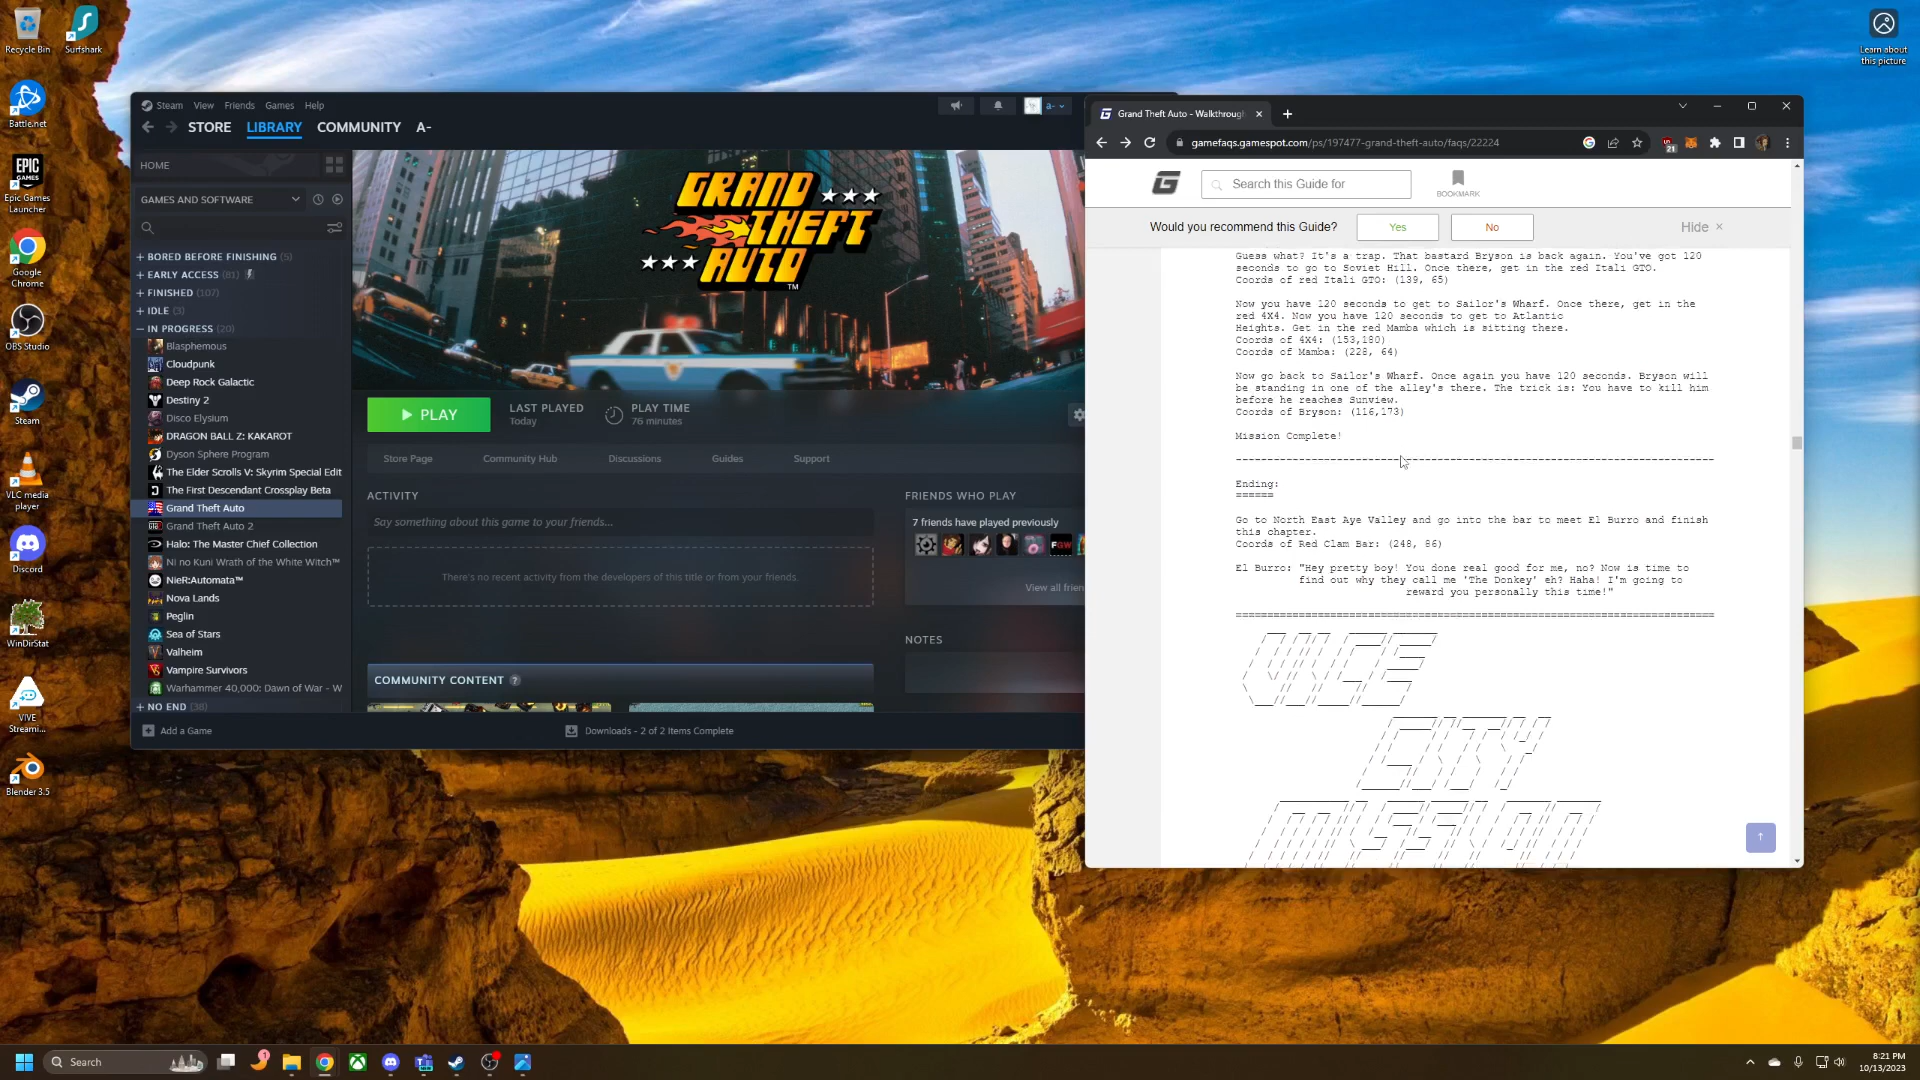 Recycle Bin
Surfshark
Battle.net
Epic Games
Launcher
Google
Chrome
OBS Studio
Steam
VLC media
player
Discord
WinDirStat
VIVE
Streami...
Blender 3.5
Learn about
this picture
Steam View Friends Games Help
a-
STORE LIBRARY COMMUNITY A-
HOME
GAMES AND SOFTWARE
+ BORED BEFORE FINISHING (5)
+ EARLY ACCESS (81)
+ FINISHED (107)
+ IDLE (3)
— IN PROGRESS (20)
Blasphemous
Cloudpunk
Deep Rock Galactic
Destiny 2
Disco Elysium
DRAGON BALL Z: KAKAROT
Dyson Sphere Program
The Elder Scrolls V: Skyrim Special Edit
The First Descendant Crossplay Beta
Grand Theft Auto
Grand Theft Auto 2
Halo: The Master Chief Collection
Ni no Kuni Wrath of the White Witch™
NieR:Automata™
Nova Lands
Peglin
Sea of Stars
Valheim
Vampire Survivors
Warhammer 40,000: Dawn of War - W
+ NO END (38)
Add a Game
GRAND
THEFT
AUTO
TM
PLAY
LAST PLAYED
Today
PLAY TIME
76 minutes
Store Page Community Hub Discussions Guides Support
ACTIVITY
Say something about this game to your friends...
There's no recent activity from the developers of this title or from your friends.
FRIENDS WHO PLAY
7 friends have played previously
FGW
View all frien
NOTES
COMMUNITY CONTENT ?
Downloads - 2 of 2 Items Complete
Grand Theft Auto - Walkthroug
gamefaqs.gamespot.com/ps/197477-grand-theft-auto/faqs/22224
21
Search this Guide for
BOOKMARK
Would you recommend this Guide? Yes No Hide ×
Guess what? It's a trap. That bastard Bryson is back again. You've got 120
seconds to go to Soviet Hill. Once there, get in the red Itali GTO.
Coords of red Itali GTO: (139, 65)
Now you have 120 seconds to get to Sailor's Wharf. Once there, get in the
red 4X4. Now you have 120 seconds to get to Atlantic
Heights. Get in the red Mamba which is sitting there.
Coords of 4X4: (153,180)
Coords of Mamba: (228, 64)
Now go back to Sailor's Wharf. Once again you have 120 seconds. Bryson will
be standing in one of the alley's there. The trick is: You have to kill him
before he reaches Sunview.
Coords of Bryson: (116,173)
Mission Complete!
Ending:
======
Go to North East Aye Valley and go into the bar to meet El Burro and finish
this chapter.
Coords of Red Clam Bar: (248, 86)
El Burro: "Hey pretty boy! You done real good for me, no? Now is time to
find out why they call me 'The Donkey' eh? Haha! I'm going to
reward you personally this time!"
Search
1
8:21 PM
10/13/2023